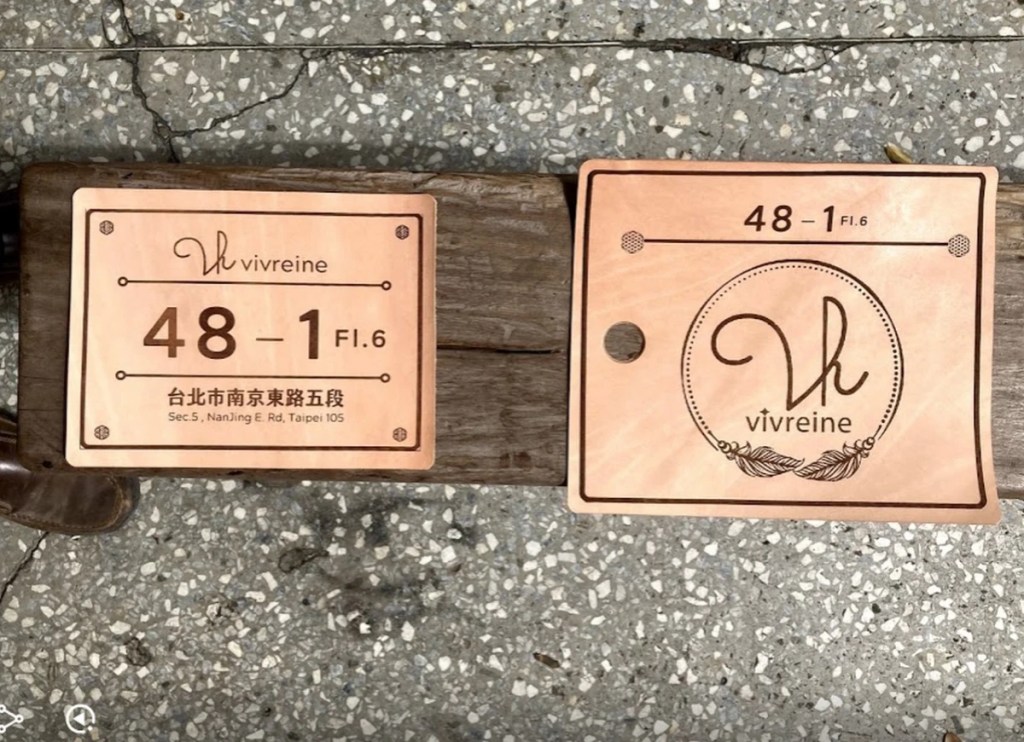 Vh vivreine
48 – 1 Fl.6
台北市南京東路五段
Sec.5 , NanJing E. Rd, Taipei 105
48 – 1 Fl.6
Vh
vivreine